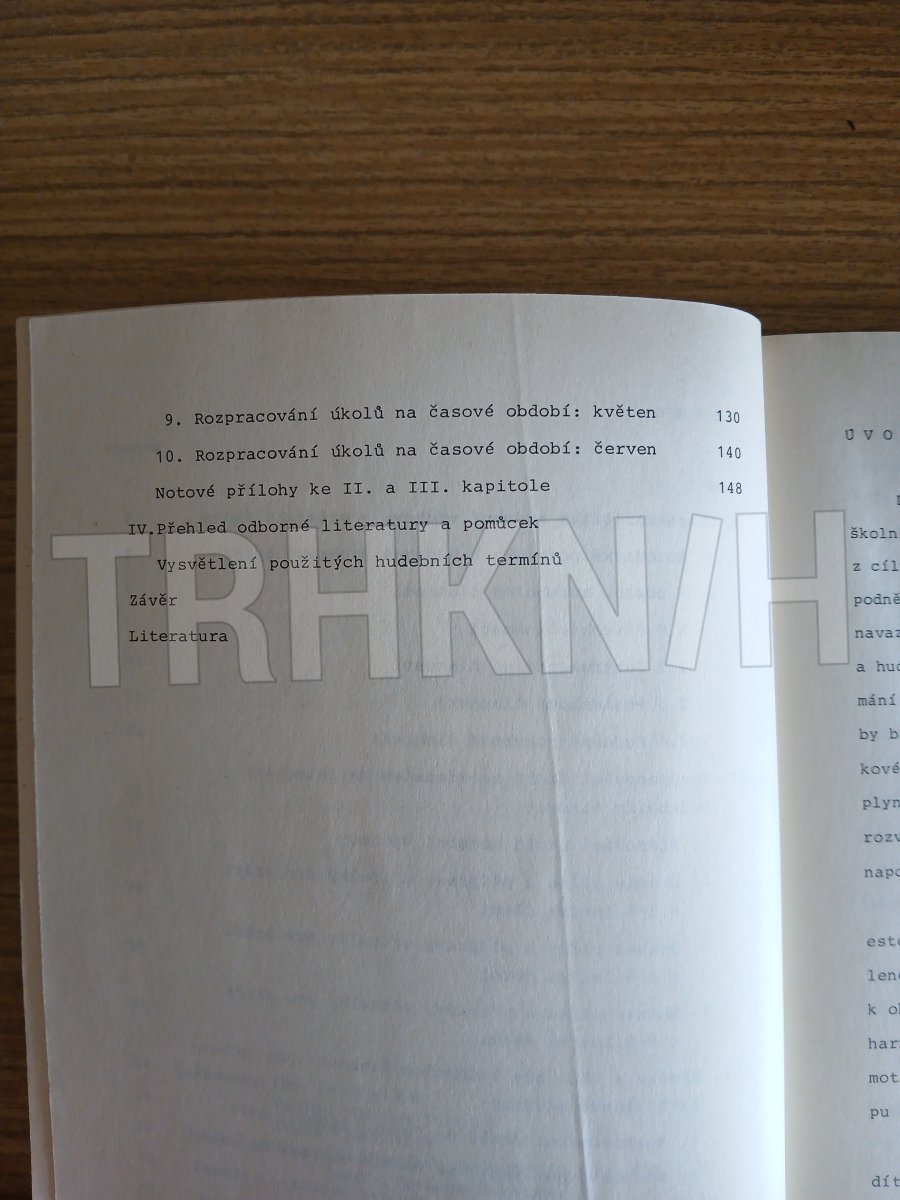 9. Rozpracování úkolů na časové období: květen 130
10. Rozpracování úkolů na časové období: červen 140
Notové přílohy ke II. a III. kapitole 148
IV.Přehled odborné literatury a pomůcek
Vysvětlení použitých hudebních termínů
Závěr
Literatura
TRHKNIH
Ú V O
školn
z cíl
podně
navaz
a hud
mání
by b
kové
plyn
rozv
napo
este
lene
k ob
harm
mot
pu
dít